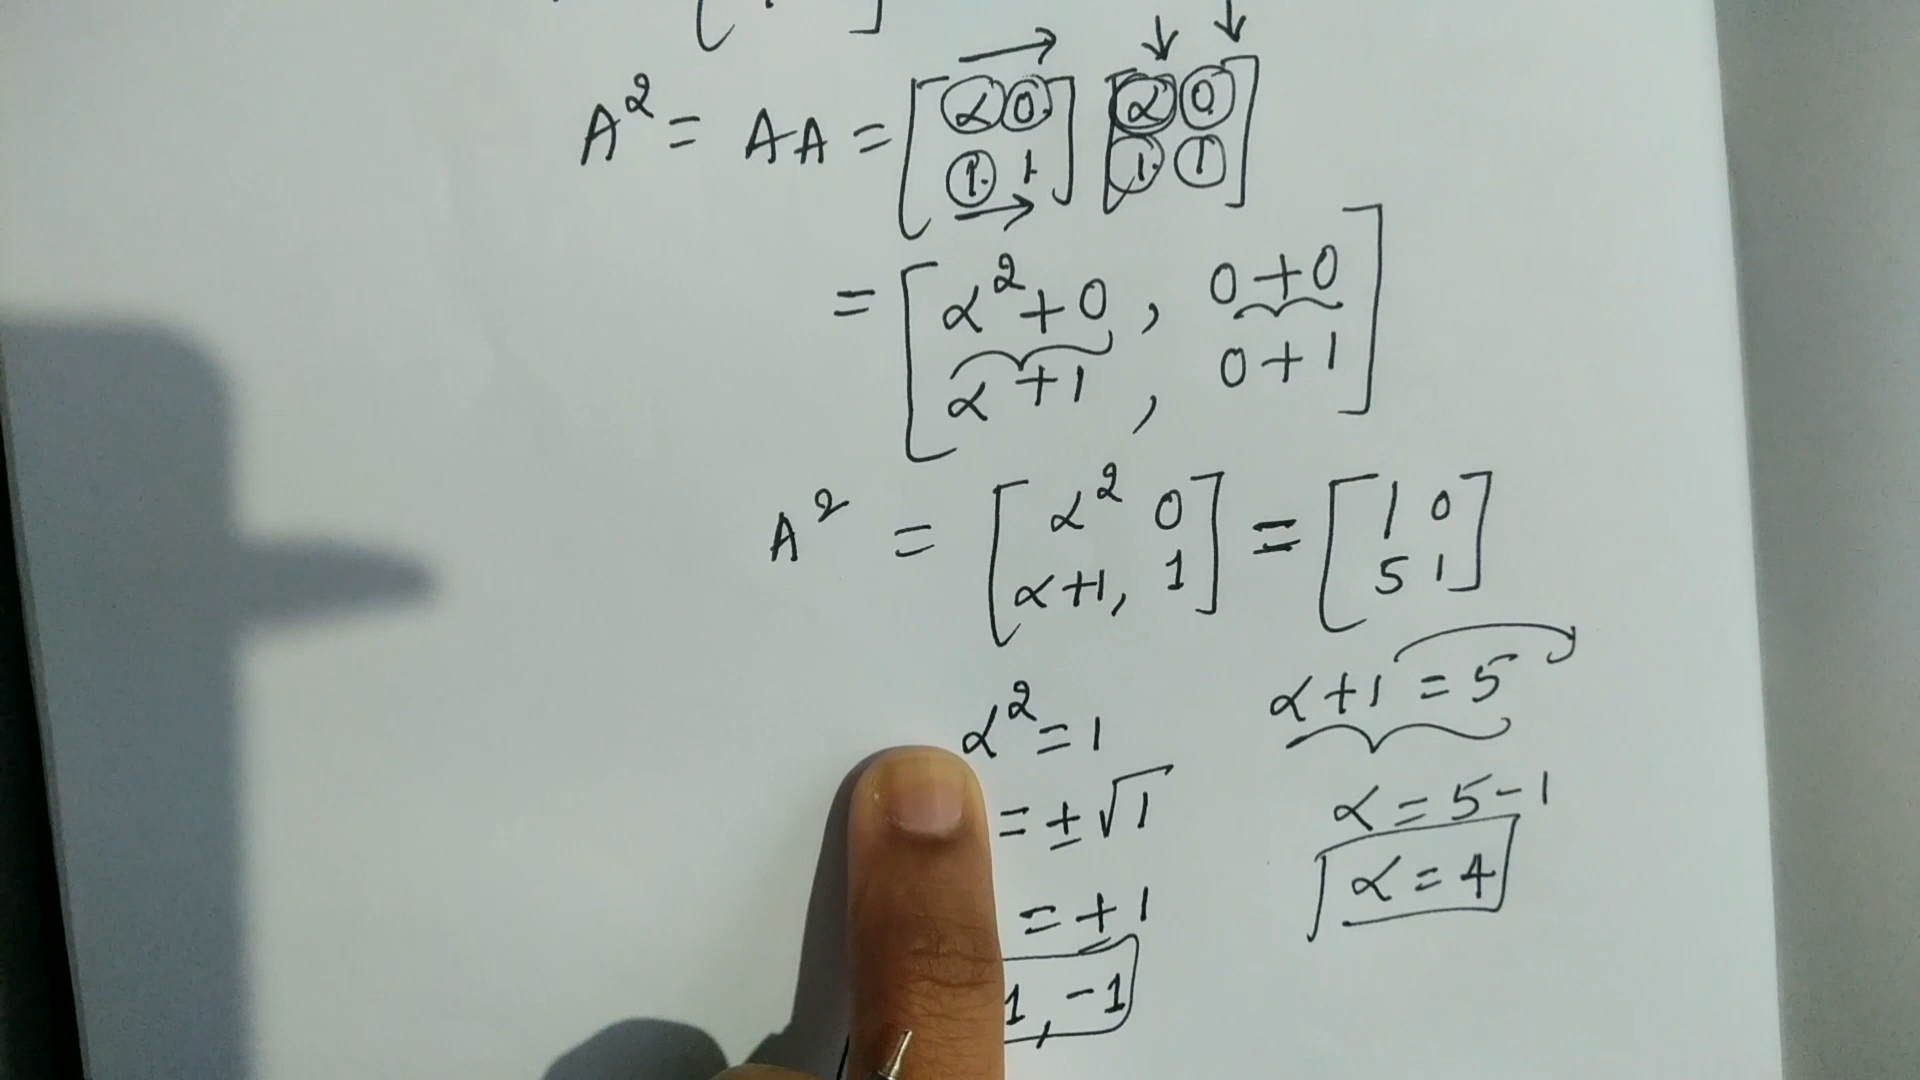 A² = AA = [α 0 1 1] [α 0 1 1]
= [α²+0, 0+0 α+1, 0+1]
A² = [α² 0 α+1, 1] = [1 0 5 1]
α² = 1
= ±√1
= ±1
1, -1
α+1 = 5
α = 5-1
α = 4